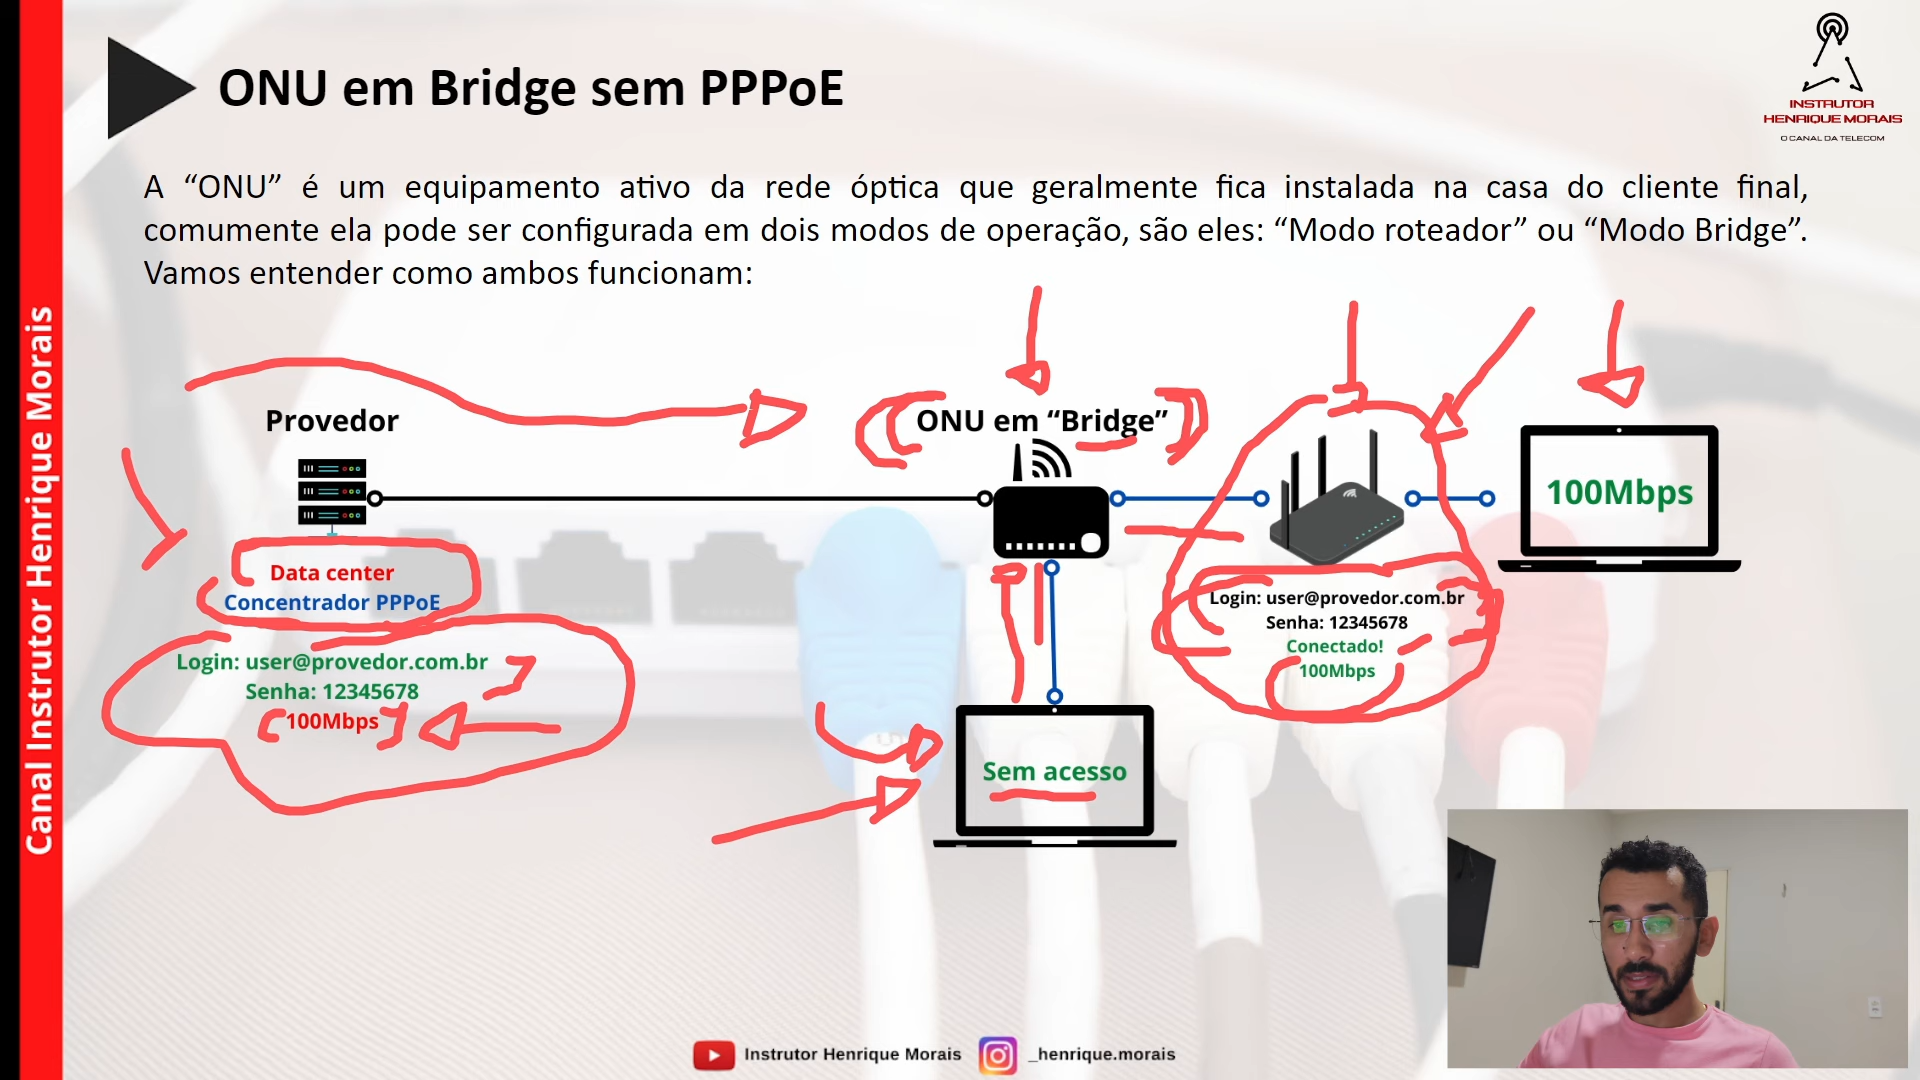 ONU em Bridge sem PPPoE
INSTRUTOR
HENRIQUE MORAIS
O CANAL DA TELECOM
A “ONU” é um equipamento ativo da rede óptica que geralmente fica instalada na casa do cliente final,
comumente ela pode ser configurada em dois modos de operação, são eles: “Modo roteador” ou “Modo Bridge”.
Vamos entender como ambos funcionam:
Canal Instrutor Henrique Morais
Provedor
ONU em “Bridge”
100Mbps
Data center
Concentrador PPPoE
Login: user@provedor.com.br
Senha: 12345678
100Mbps
Login: user@provedor.com.br
Senha: 12345678
Conectado!
100Mbps
Sem acesso
Instrutor Henrique Morais
_henrique.morais